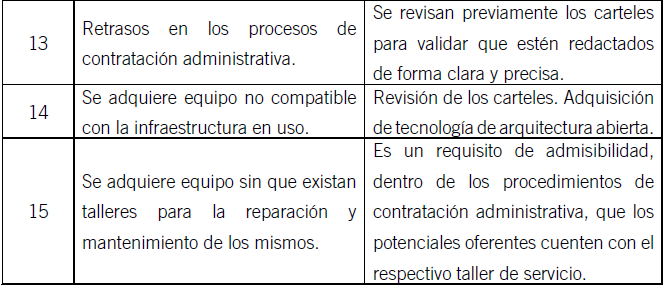 13
Retrasos en los procesos de
contratación administrativa.
Se revisan previamente los carteles
para validar que estén redactados
de forma clara y precisa.
14
Se adquiere equipo no compatible
con la infraestructura en uso.
Revisión de los carteles. Adquisición
de tecnología de arquitectura abierta.
15
Se adquiere equipo sin que existan
talleres para la reparación y
mantenimiento de los mismos.
Es un requisito de admisibilidad,
dentro de los procedimientos de
contratación administrativa, que los
potenciales oferentes cuenten con el
respectivo taller de servicio.